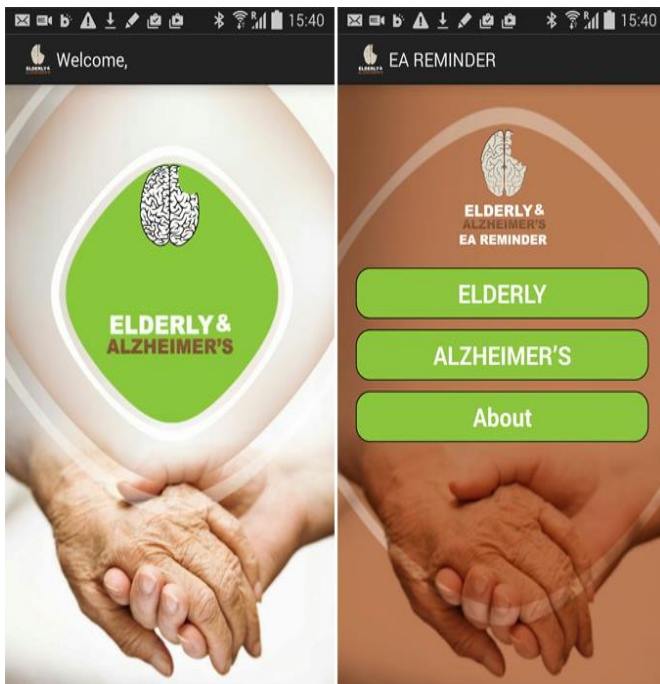 15:40
Welcome,
ELDERLY &
ALZHEIMER'S
R
15:40
EA REMINDER
ELDERLY &
ALZHEIMER'S
EA REMINDER
ELDERLY
ALZHEIMER'S
About